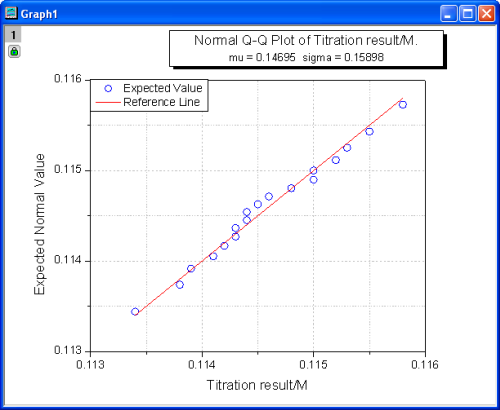 Graph1
1
Normal Q-Q Plot of Titration result/M.
mu = 0.14695 sigma = 0.15898
Expected Value
Reference Line
0.116
0.115
0.114
0.113
Expected Normal Value
0.113 0.114 0.115 0.116
Titration result/M